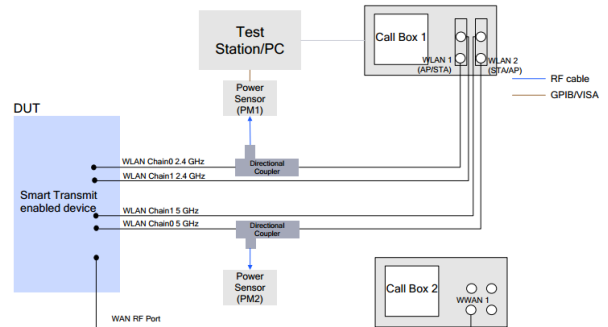 Test
Station/PC
Call Box 1
WLAN 1
(AP/STA)
WLAN 2
(STA/AP)
RF cable
GPIB/VISA
Power
Sensor
(PM1)
DUT
WLAN Chain0 2.4 GHz
Directional
Coupler
WLAN Chain1 2.4 GHz
Smart Transmit
enabled device
WLAN Chain1 5 GHz
WLAN Chain0 5 GHz
Directional
Coupler
Power
Sensor
(PM2)
Call Box 2
WWAN 1
WAN RF Port